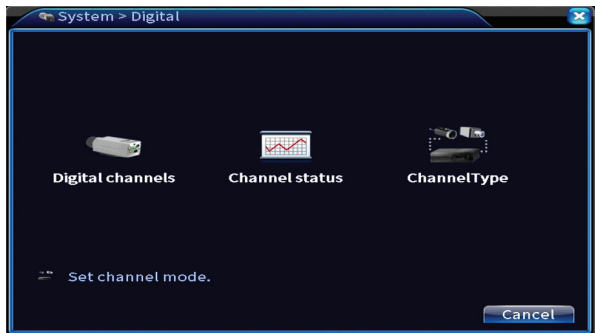 System > Digital
Digital channels
Channel status
ChannelType
Set channel mode.
Cancel